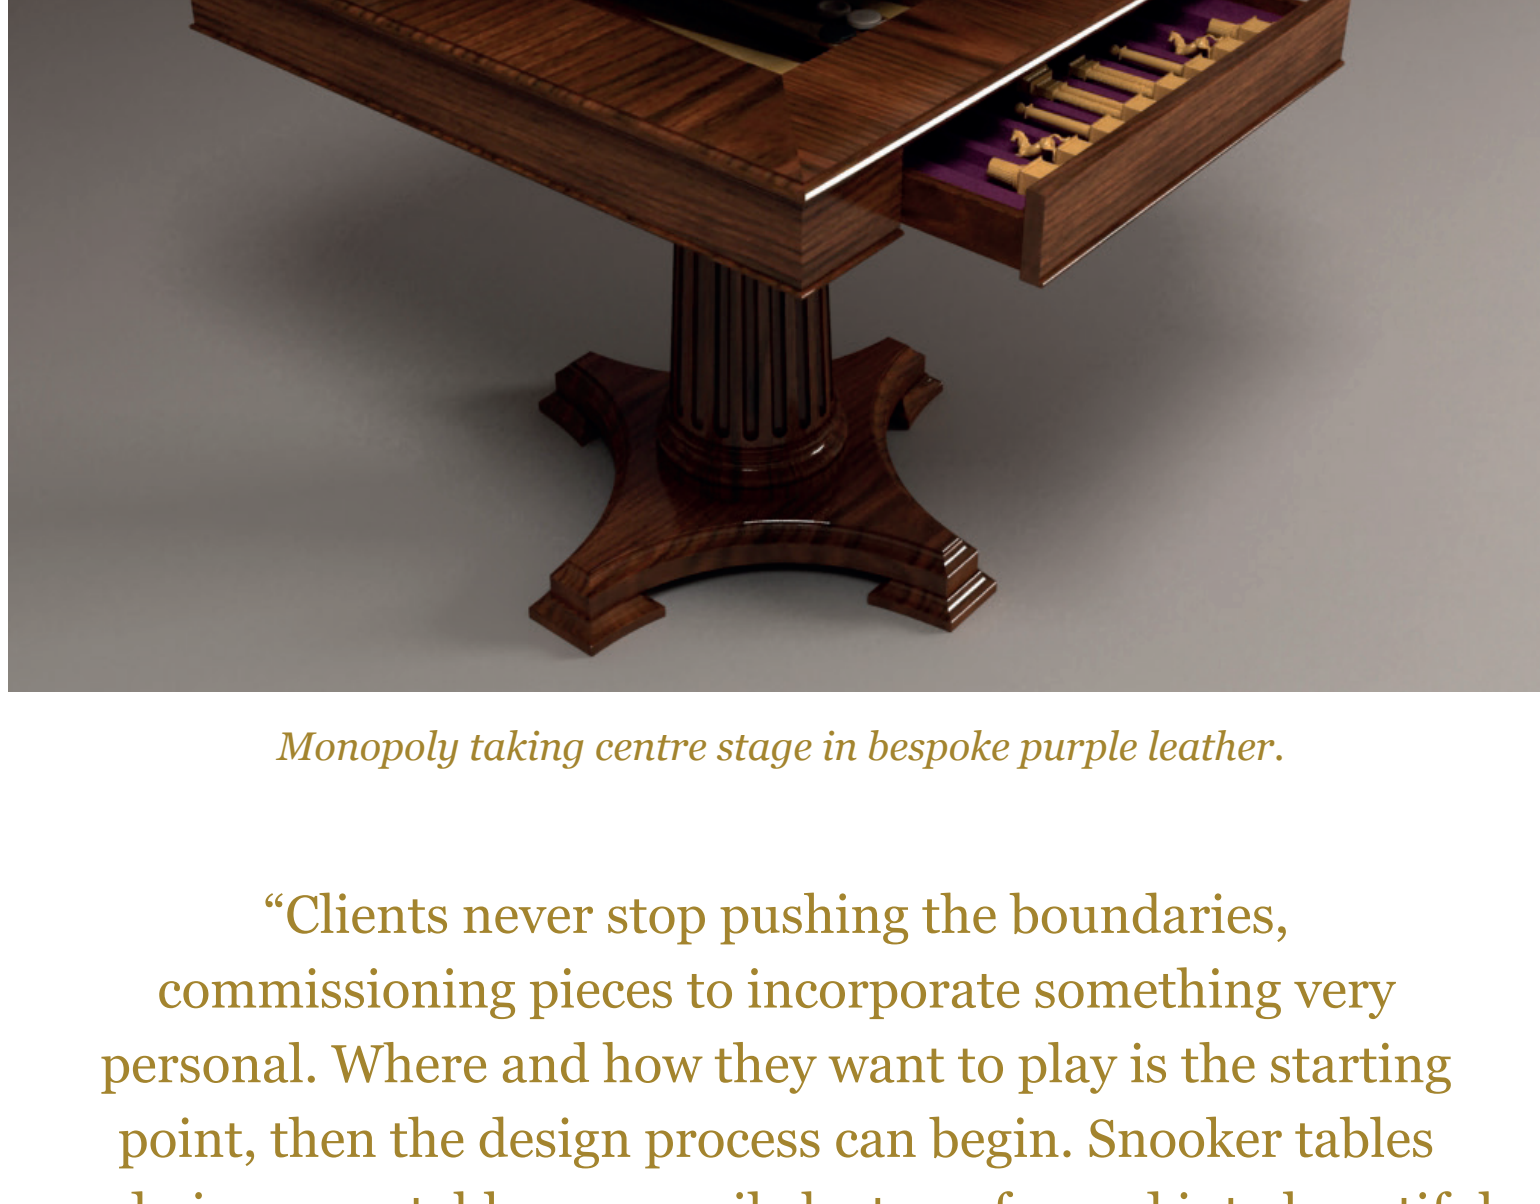 Monopoly taking centre stage in bespoke purple leather.
“Clients never stop pushing the boundaries,
commissioning pieces to incorporate something very
personal. Where and how they want to play is the starting
point, then the design process can begin. Snooker tables